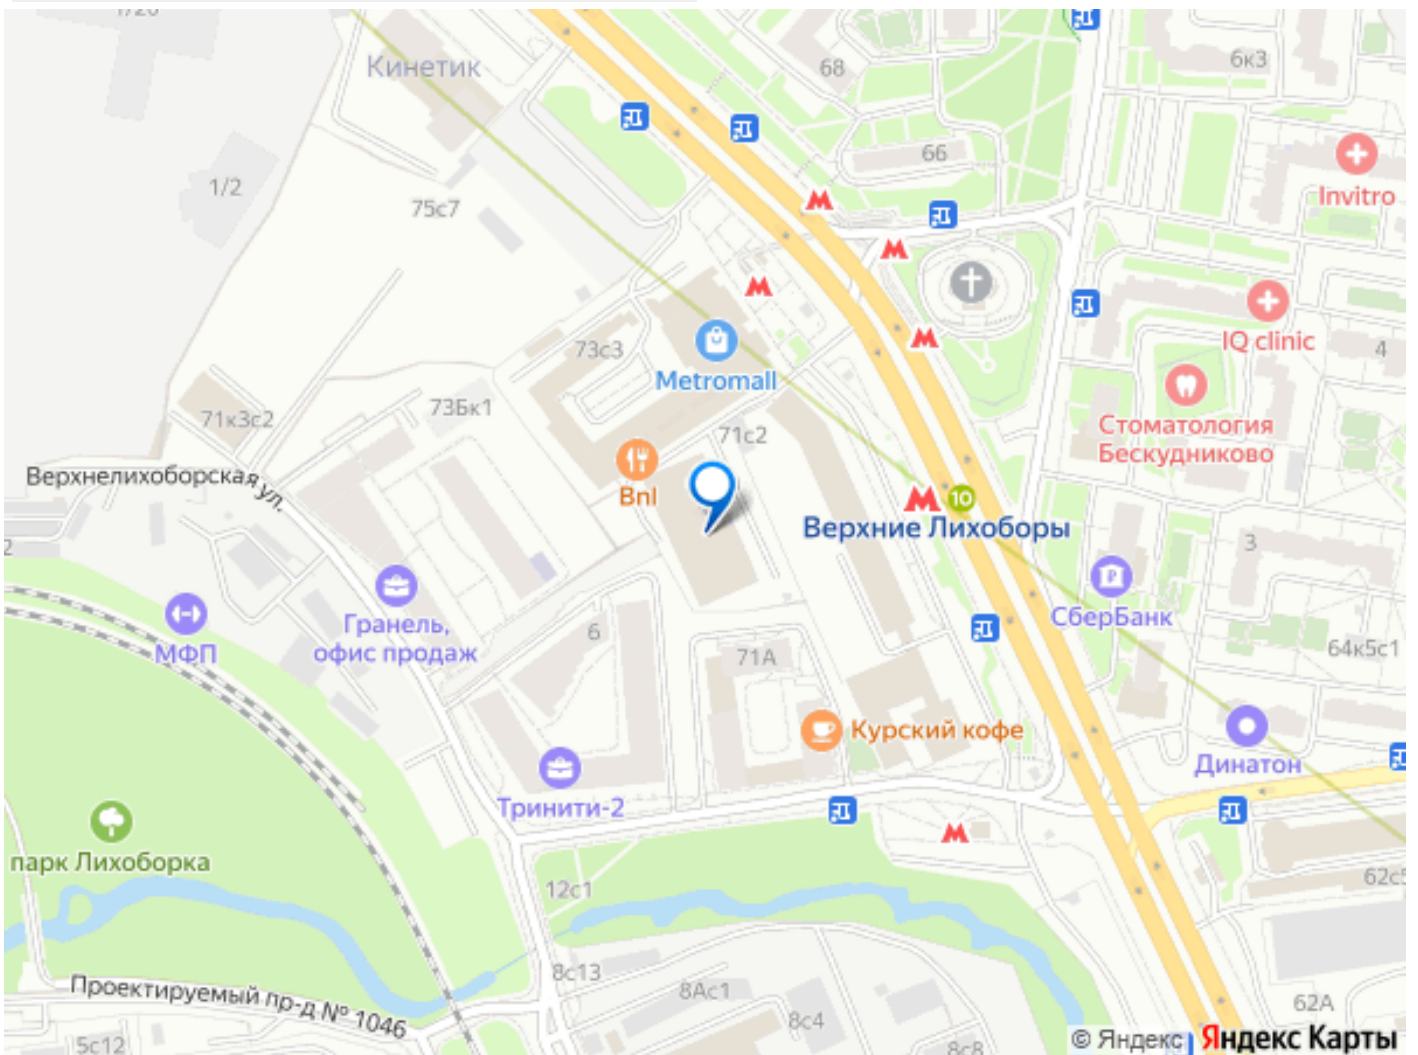 Кинетик
68
6к3
66
Invitro
1/2
75с7
IQ clinic
4
73с3
Metromall
73Бк1
71к3с2
71с2
Стоматология
Бескудниково
Верхнелихоборская ул.
Bnl
10
Верхние Лихоборы
3
2
СберБанк
МФП
Гранель,
офис продаж
6
71А
64к5с1
Курский кофе
Динатон
Тринити-2
парк Лихоборка
12с1
62с5
8с13
8Ас1
Проектируемый пр-д № 1046
8с4
62А
5с12
8с8
© Яндекс Яндекс Карты